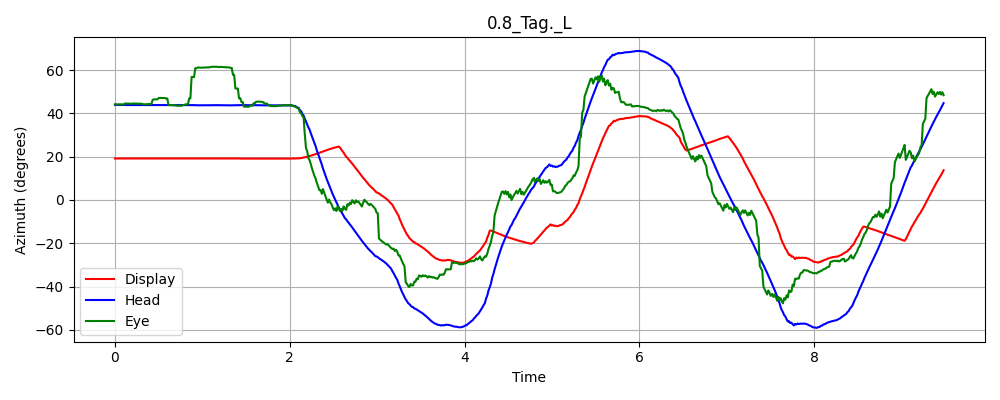 0.8_Tag._L
Azimuth (degrees)
60
40
20
0
−20
−40
−60
Display
Head
Eye
0 2 4 6 8
Time